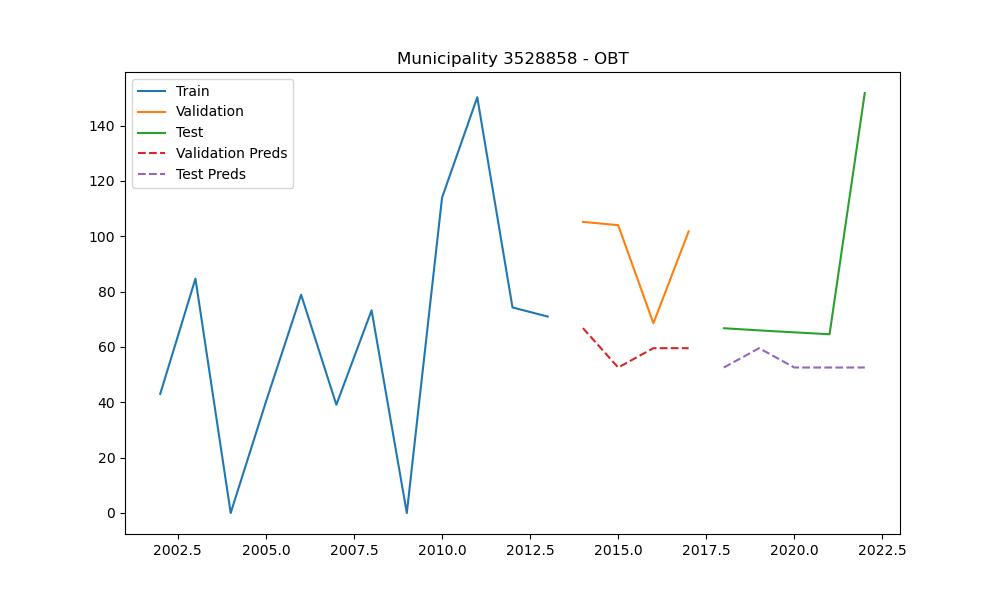 Municipality 3528858 - OBT
Train
Validation
Test
Validation Preds
Test Preds
140
120
100
80
60
40
20
0
2002.5 2005.0 2007.5 2010.0 2012.5 2015.0 2017.5 2020.0 2022.5